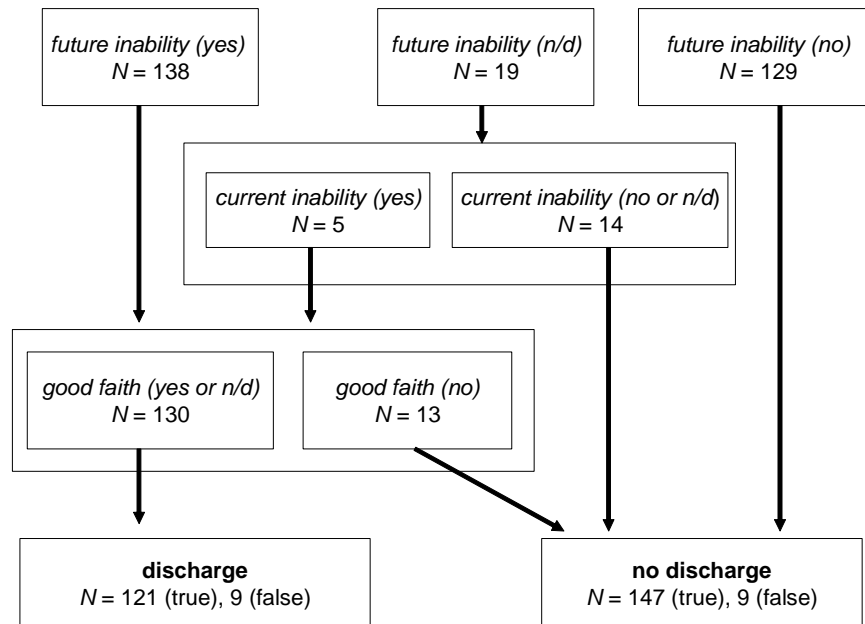 future inability (yes)
N = 138
future inability (n/d)
N = 19
future inability (no)
N = 129
current inability (yes)
N = 5
current inability (no or n/d)
N = 14
good faith (yes or n/d)
N = 130
good faith (no)
N = 13
discharge
N = 121 (true), 9 (false)
no discharge
N = 147 (true), 9 (false)